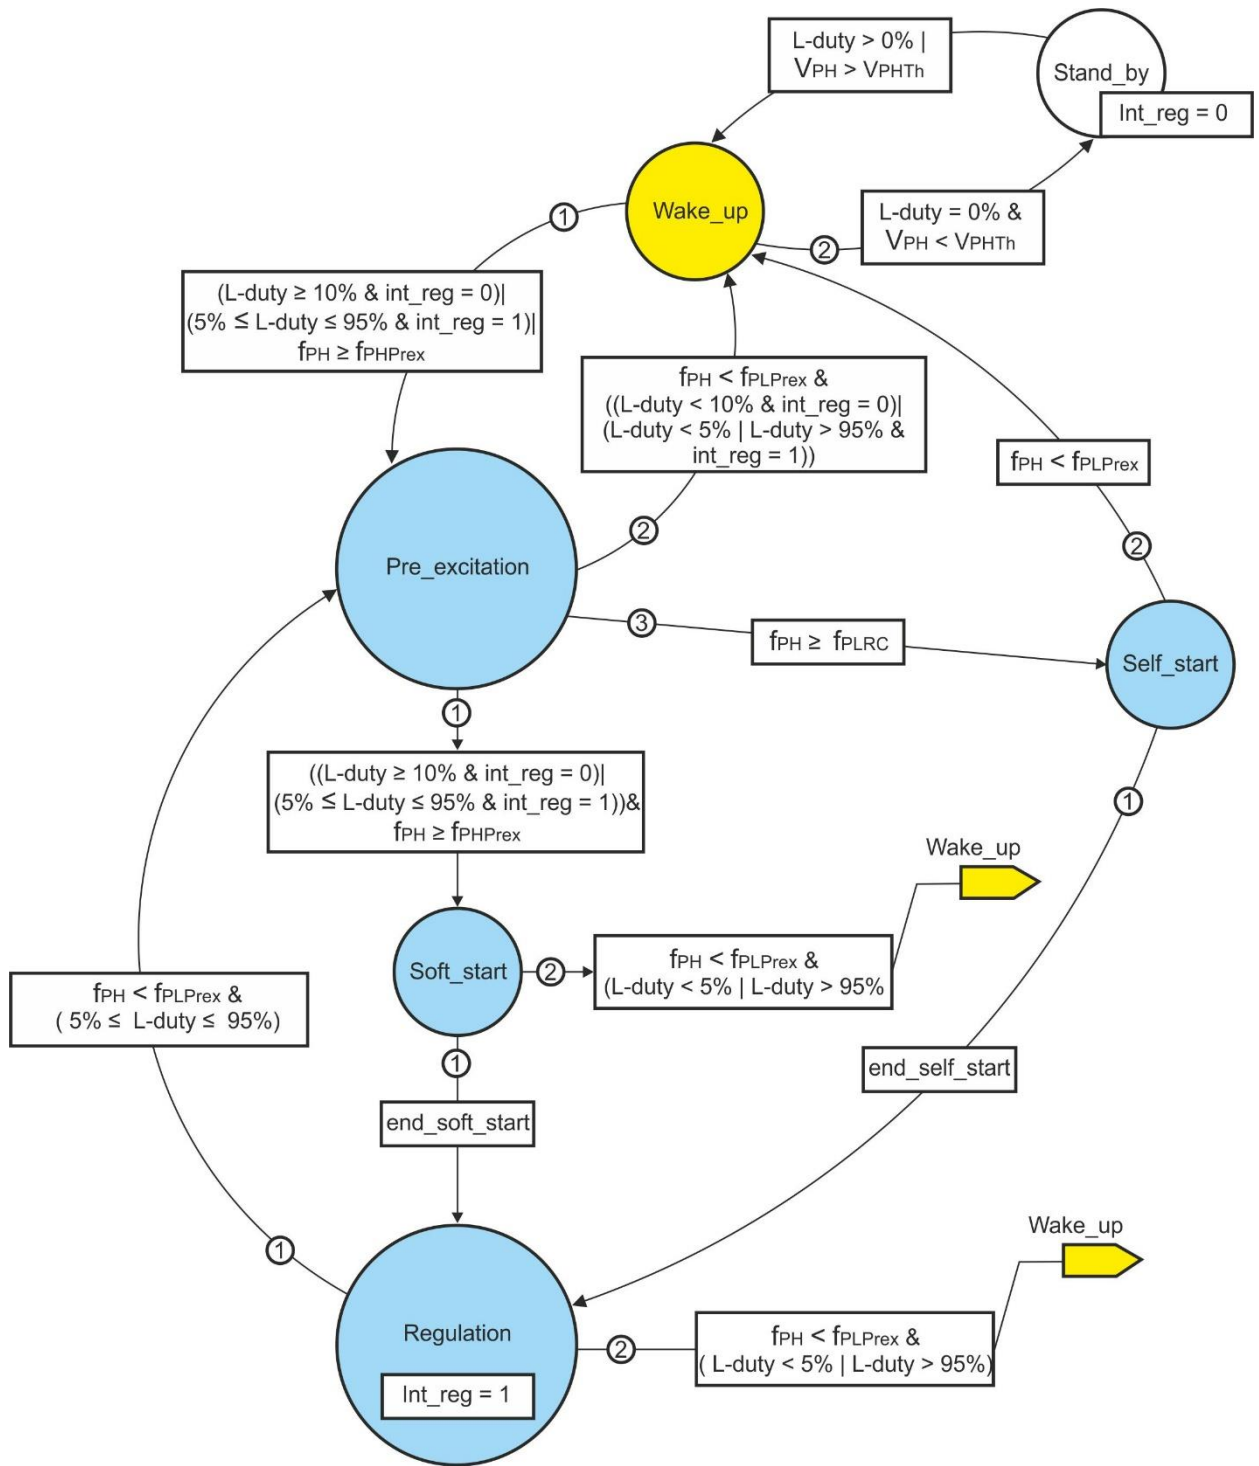 L-duty > 0% |
VPH > VPHTh
Stand_by
Int_reg = 0
Wake_up
1
2
L-duty = 0% &
VPH < VPHTh
(L-duty ≥ 10% & int_reg = 0)|
(5% ≤ L-duty ≤ 95% & int_reg = 1)|
fPH ≥ fPHPrex
fPH < fPLPrex &
((L-duty < 10% & int_reg = 0)|
(L-duty < 5% | L-duty > 95% &
int_reg = 1))
fPH < fPLPrex
2
2
Pre_excitation
3
fPH ≥ fPLRC
Self_start
1
((L-duty ≥ 10% & int_reg = 0)|
(5% ≤ L-duty ≤ 95% & int_reg = 1))&
fPH ≥ fPHPrex
1
Wake_up
Soft_start
2
fPH < fPLPrex &
(L-duty < 5% | L-duty > 95%
fPH < fPLPrex &
( 5% ≤ L-duty ≤ 95%)
1
end_self_start
end_soft_start
Wake_up
1
Regulation
2
fPH < fPLPrex &
( L-duty < 5% | L-duty > 95%)
Int_reg = 1